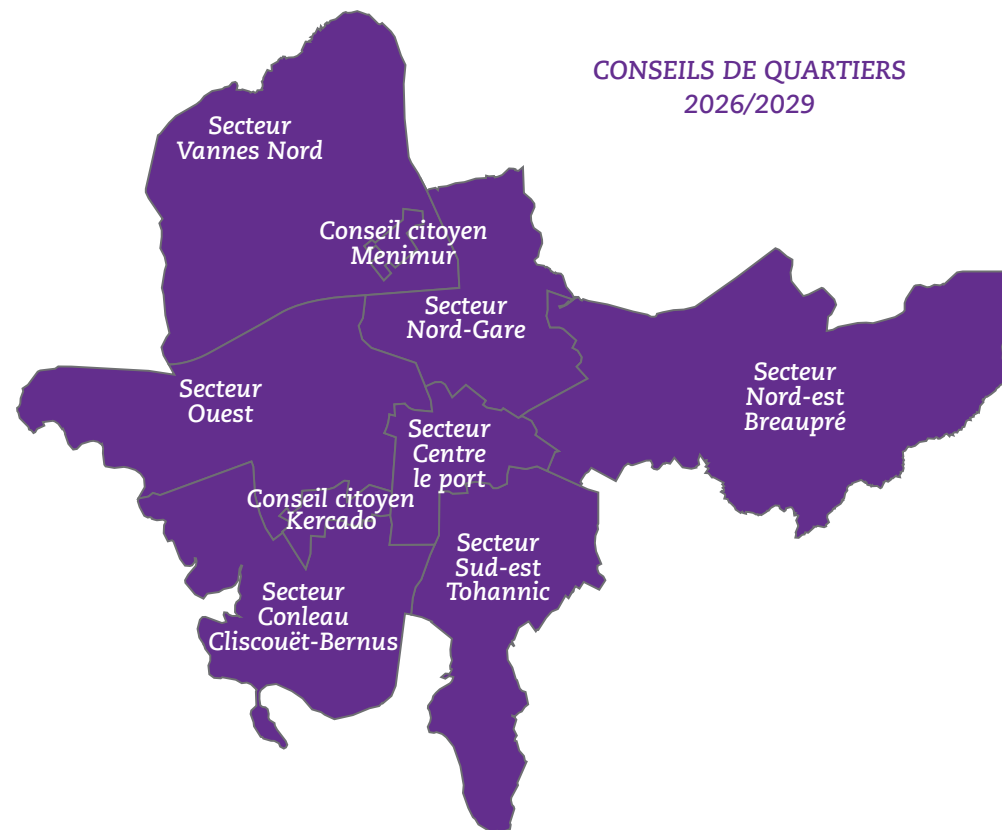 CONSEILS DE QUARTIERS
2026/2029
Secteur
Vannes Nord
Conseil citoyen
Menimur
Secteur
Nord-Gare
Secteur
Nord-est
Breaupré
Secteur
Ouest
Secteur
Centre
le port
Conseil citoyen
Kercado
Secteur
Sud-est
Tohannic
Secteur
Conleau
Cliscouët-Bernus